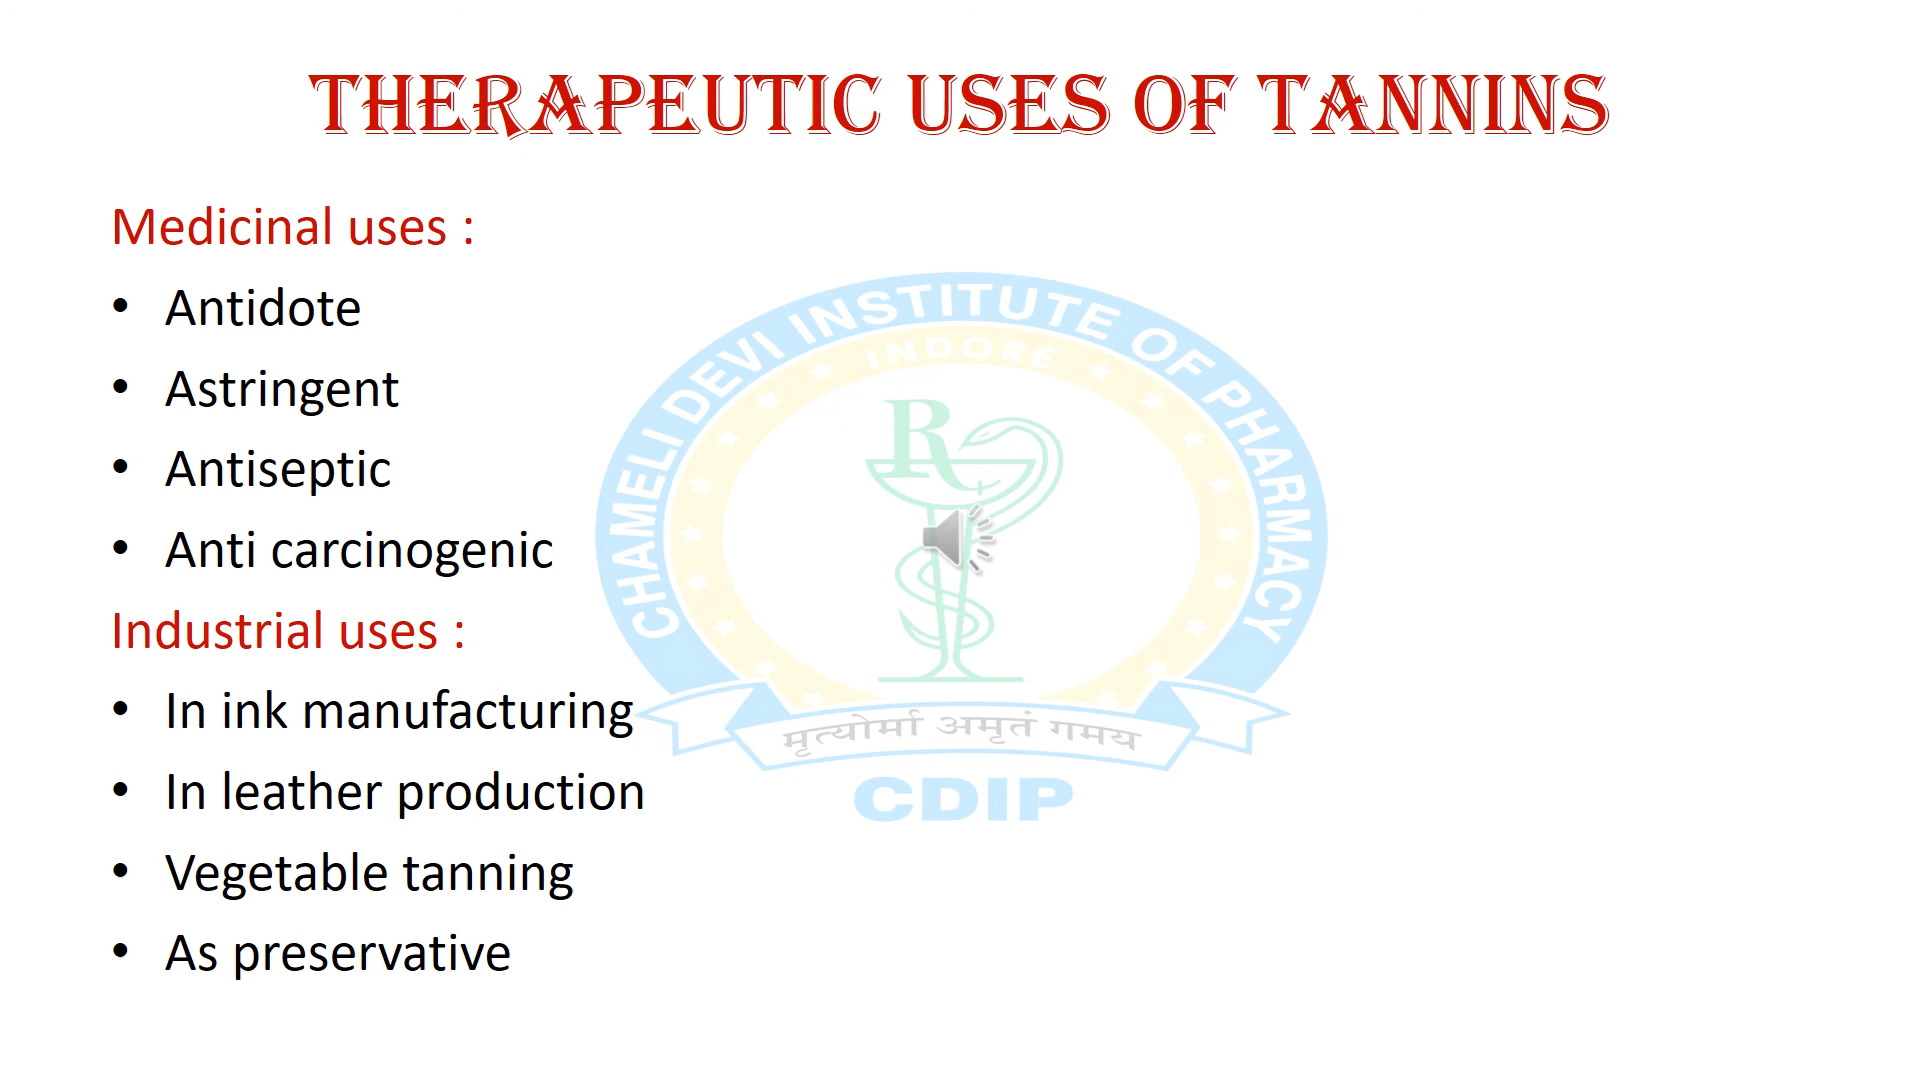 THERAPEUTIC USES OF TANNINS
Medicinal uses :
• Antidote
• Astringent
• Antiseptic
• Anti carcinogenic
Industrial uses :
• In ink manufacturing
• In leather production
• Vegetable tanning
• As preservative
CHAMELI DEVI INSTITUTE OF PHARMACY
INDORE
Rx
मृत्योर्मा अमृतं गमय
CDIP